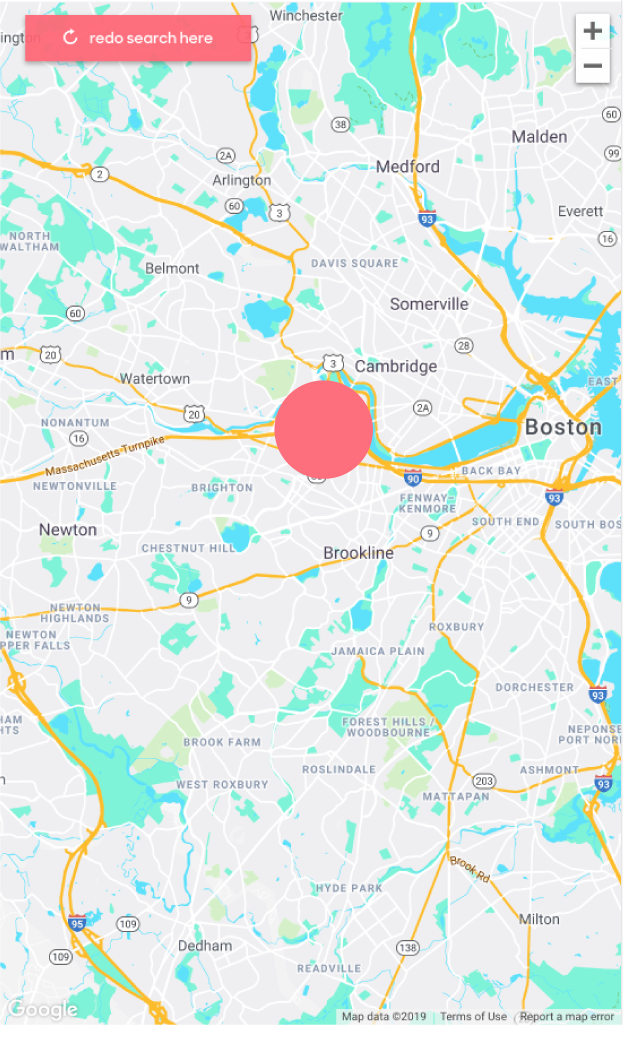 Winchester
redo search here
+
−
38
60
Malden
99
2A
Medford
2
Arlington
60
3
93
Everett
NORTH
WALTHAM
16
Belmont
DAVIS SQUARE
Somerville
60
28
20
3
Cambridge
EAST
Watertown
2A
20
Boston
NONANTUM
16
Massachusetts Turnpike
BACK BAY
90
NEWTONVILLE
BRIGHTON
93
FENWAY-
KENMORE
SOUTH END
SOUTH BOS
Newton
9
CHESTNUT HILL
Brookline
9
NEWTON
HIGHLANDS
ROXBURY
NEWTON
PPER FALLS
JAMAICA PLAIN
DORCHESTER
93
HAM
HTS
FOREST HILLS /
WOODBOURNE
NEPONSE
PORT NOR
BROOK FARM
ROSLINDALE
ASHMONT
WEST ROXBURY
203
93
MATTAPAN
Brook Rd
HYDE PARK
95
109
Milton
Dedham
138
109
READVILLE
Google
Map data ©2019 Terms of Use Report a map error